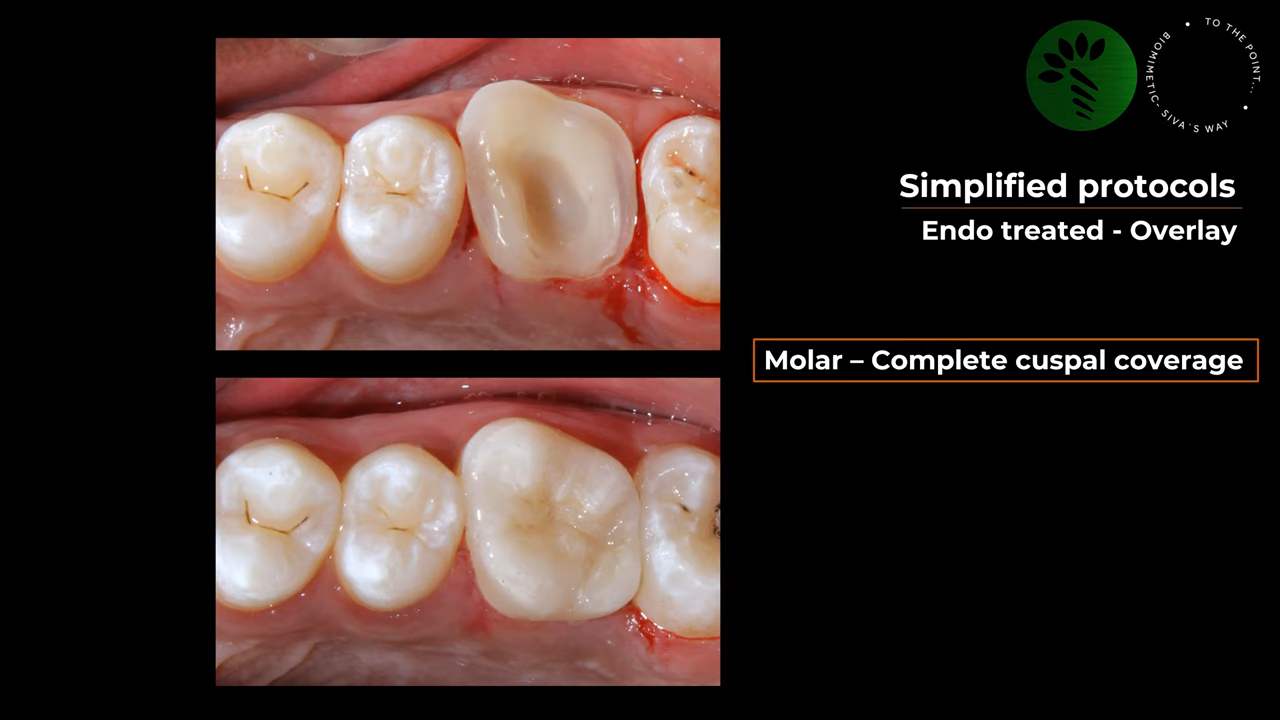 TO THE POINT...
BIOMIMETIC- SIVA'S WAY
Simplified protocols
Endo treated - Overlay
Molar – Complete cuspal coverage